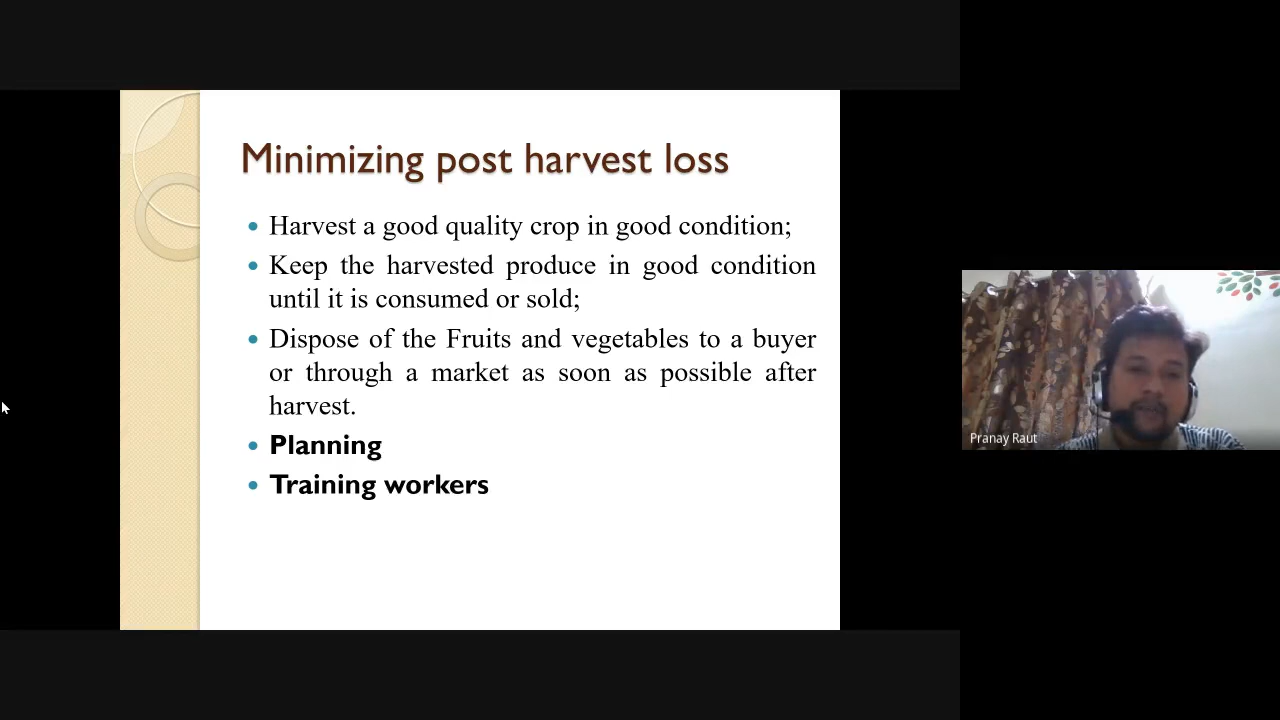 Minimizing post harvest loss
Harvest a good quality crop in good condition;
Keep the harvested produce in good condition
until it is consumed or sold;
Dispose of the Fruits and vegetables to a buyer
or through a market as soon as possible after
harvest.
Planning
Training workers
Pranay Raut